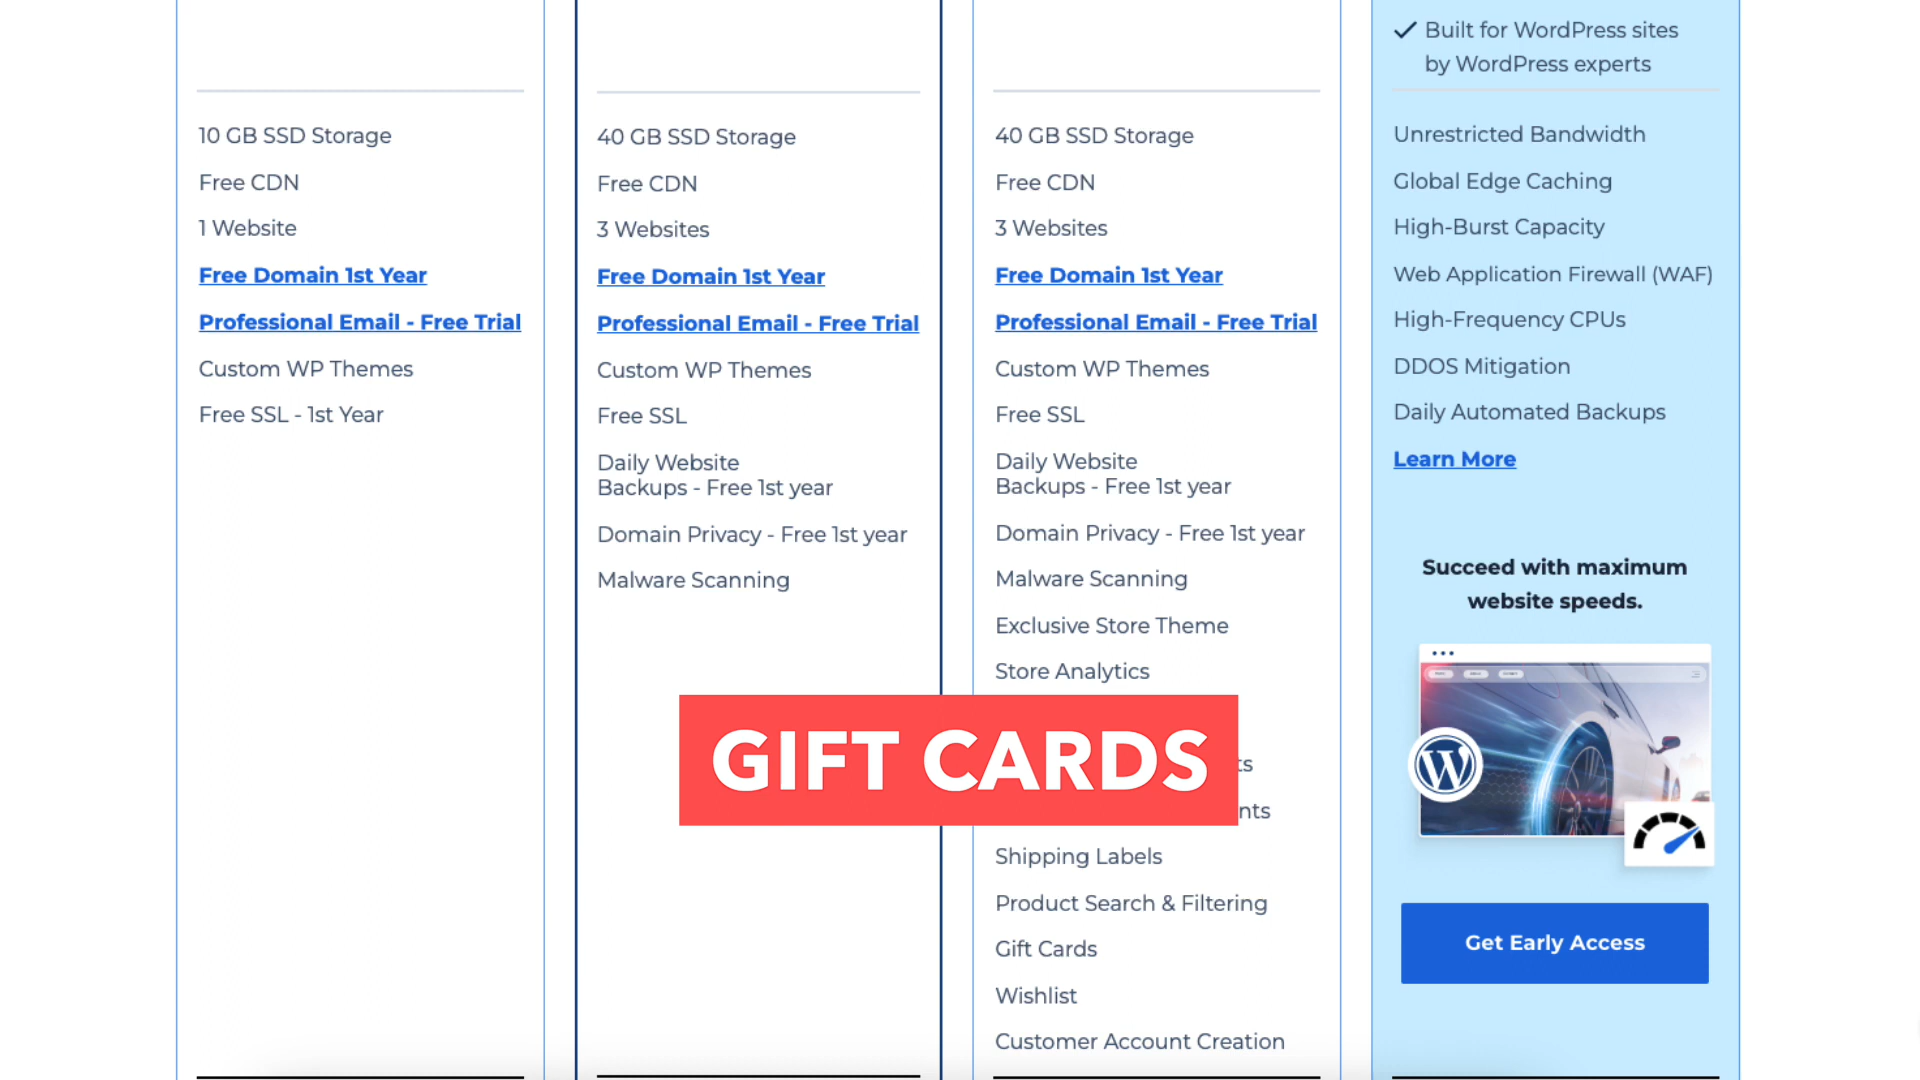 10 GB SSD Storage
Free CDN
1 Website
Free Domain 1st Year
Professional Email - Free Trial
Custom WP Themes
Free SSL - 1st Year
40 GB SSD Storage
Free CDN
3 Websites
Free Domain 1st Year
Professional Email - Free Trial
Custom WP Themes
Free SSL
Daily Website
Backups - Free 1st year
Domain Privacy - Free 1st year
Malware Scanning
40 GB SSD Storage
Free CDN
3 Websites
Free Domain 1st Year
Professional Email - Free Trial
Custom WP Themes
Free SSL
Daily Website
Backups - Free 1st year
Domain Privacy - Free 1st year
Malware Scanning
Exclusive Store Theme
Store Analytics
GIFT CARDS
Shipping Labels
Product Search & Filtering
Gift Cards
Wishlist
Customer Account Creation
Built for WordPress sites
by WordPress experts
Unrestricted Bandwidth
Global Edge Caching
High-Burst Capacity
Web Application Firewall (WAF)
High-Frequency CPUs
DDOS Mitigation
Daily Automated Backups
Learn More
Succeed with maximum
website speeds.
Get Early Access